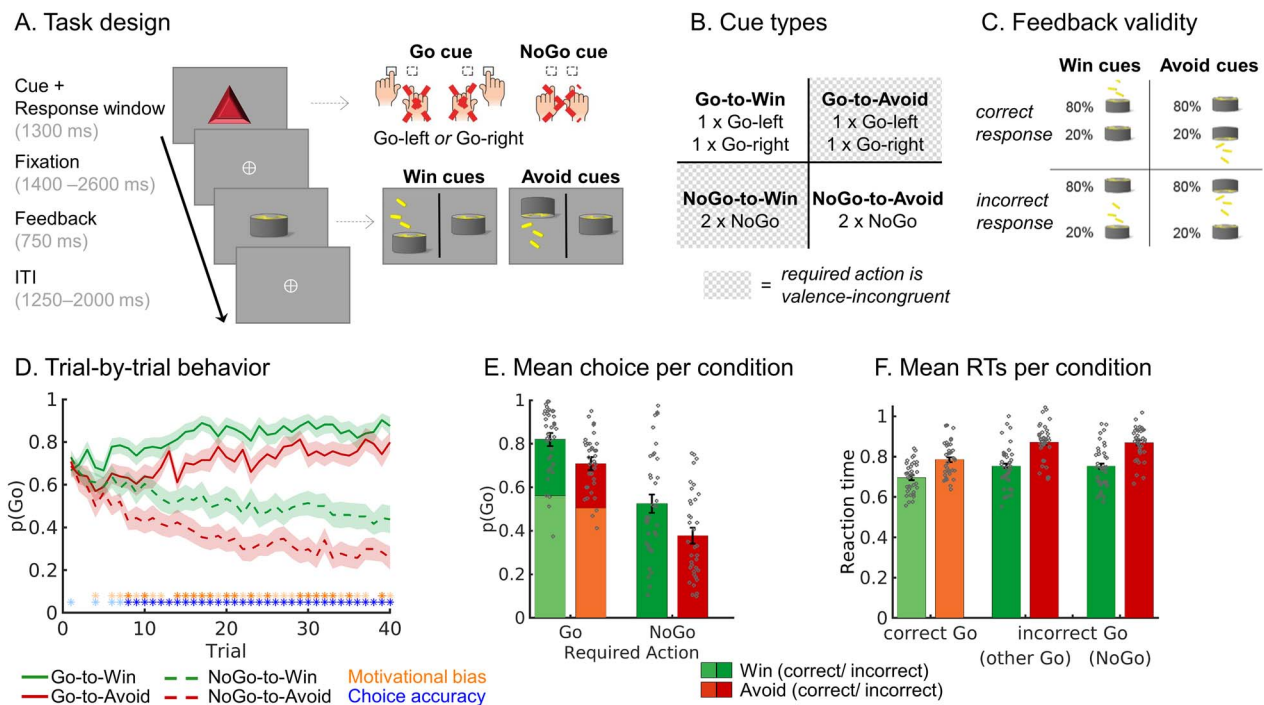 A. Task design
Cue +
Response window
(1300 ms)
Fixation
(1400 –2600 ms)
Feedback
(750 ms)
ITI
(1250–2000 ms)
Go cue
NoGo cue
Go-left or Go-right
Win cues
Avoid cues
B. Cue types
Go-to-Win
1 x Go-left
1 x Go-right
Go-to-Avoid
1 x Go-left
1 x Go-right
NoGo-to-Win
2 x NoGo
NoGo-to-Avoid
2 x NoGo
= required action is
valence-incongruent
C. Feedback validity
Win cues
Avoid cues
correct
response
80%
20%
80%
20%
incorrect
response
80%
20%
80%
20%
D. Trial-by-trial behavior
p(Go)
1
0.8
0.6
0.4
0.2
0
0 10 20 30 40
Trial
Go-to-Win
Go-to-Avoid
NoGo-to-Win
NoGo-to-Avoid
Motivational bias
Choice accuracy
E. Mean choice per condition
p(Go)
1
0.8
0.6
0.4
0.2
0
Go NoGo
Required Action
F. Mean RTs per condition
Reaction time
1
0.8
0.6
0.4
0.2
0
correct Go
incorrect Go
(other Go) (NoGo)
Win (correct/ incorrect)
Avoid (correct/ incorrect)